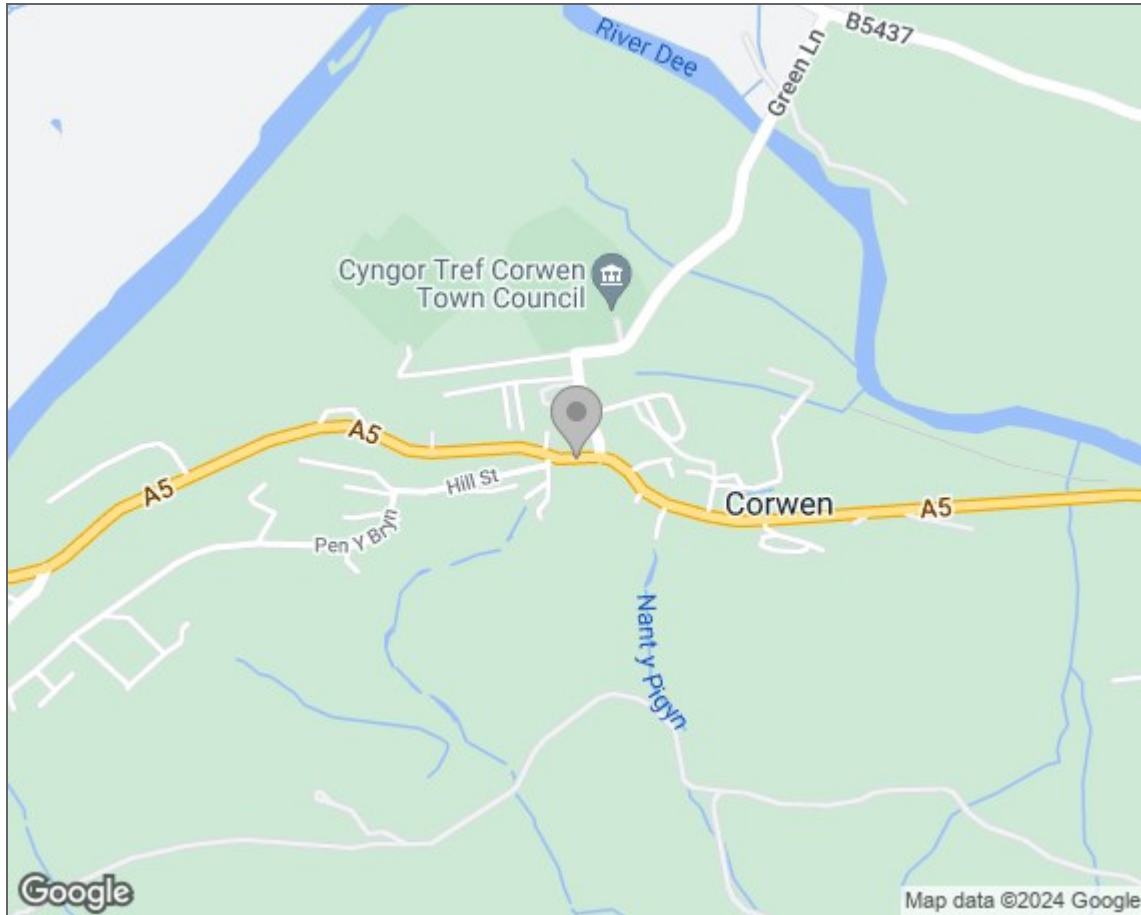 B5437
River Dee
Green Ln
Cyngor Tref Corwen
Town Council
A5
Hill St
A5
Corwen
A5
Pen Y Bryn
Nant y Pigyn
Google
Map data ©2024 Google